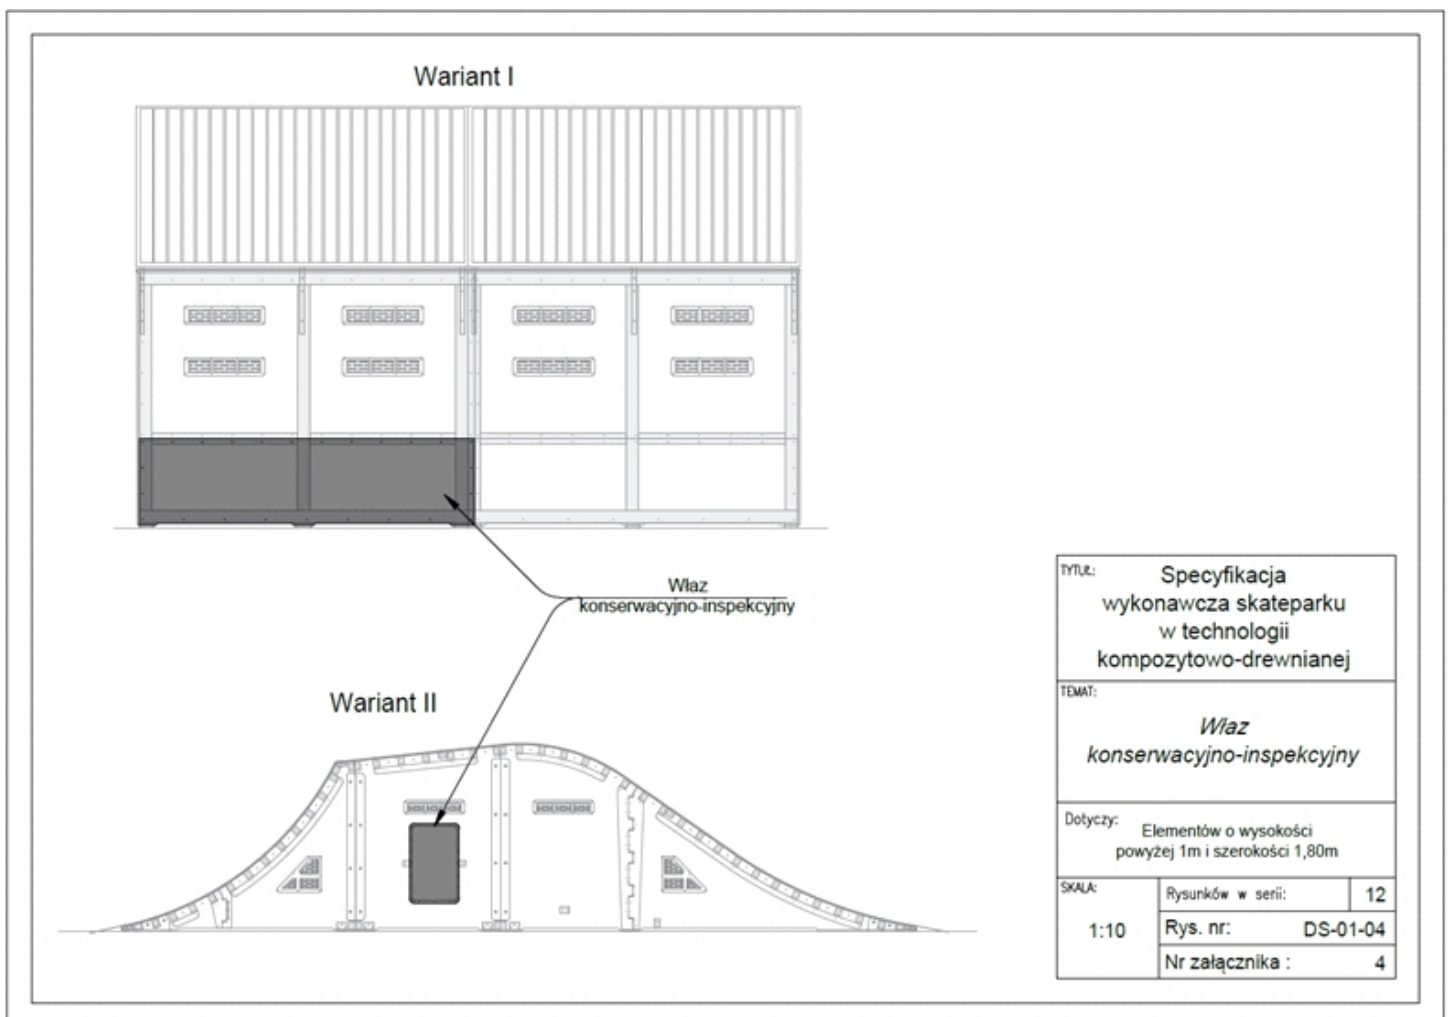 Wariant I
Właz
konserwacyjno-inspekcyjny
Wariant II
TYTUŁ:
Specyfikacja
wykonawcza skateparku
w technologii
kompozytowo-drewnianej
TEMAT:
Właz
konserwacyjno-inspekcyjny
Dotyczy:
Elementów o wysokości
powyżej 1m i szerokości 1,80m
SKALA:
1:10
Rysunków w serii: 12
Rys. nr: DS-01-04
Nr załącznika : 4